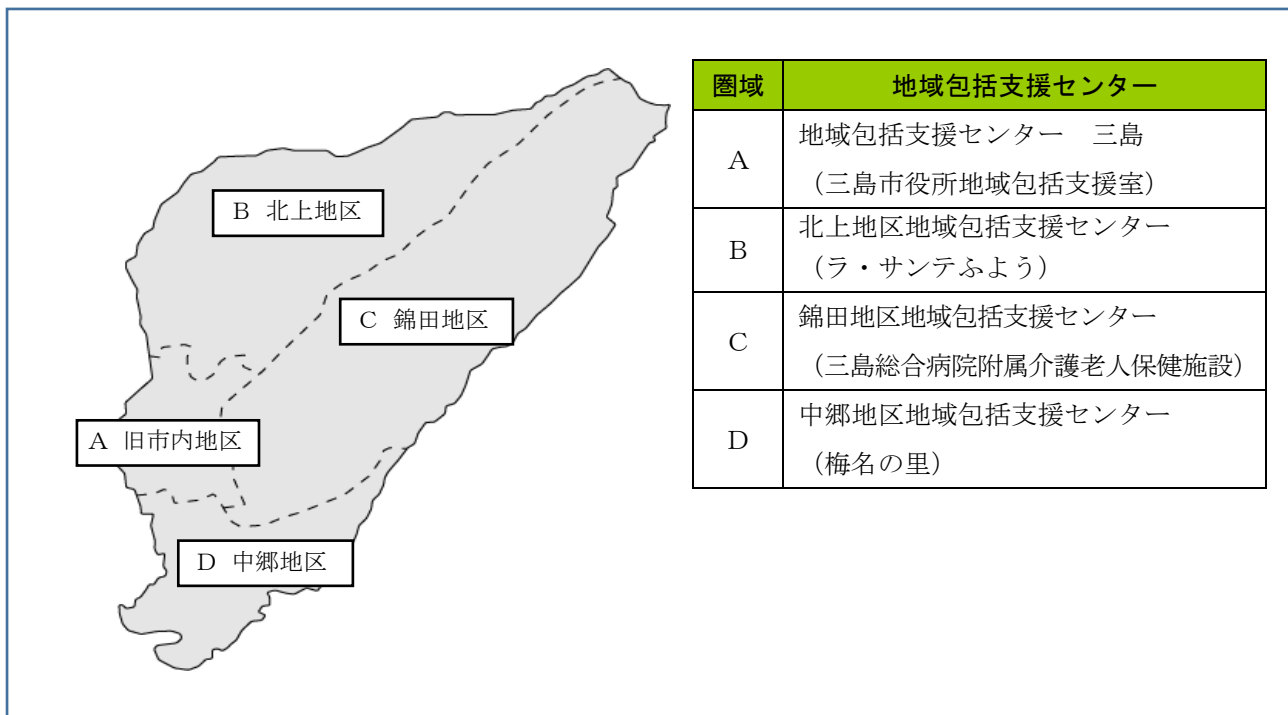 B 北上地区
C 錦田地区
A 旧市内地区
D 中郷地区
圏域 地域包括支援センター
A
地域包括支援センター　三島
（三島市役所地域包括支援室）
B
北上地区地域包括支援センター
（ラ・サンテふよう）
C
錦田地区地域包括支援センター
（三島総合病院附属介護老人保健施設）
D
中郷地区地域包括支援センター
（梅名の里）